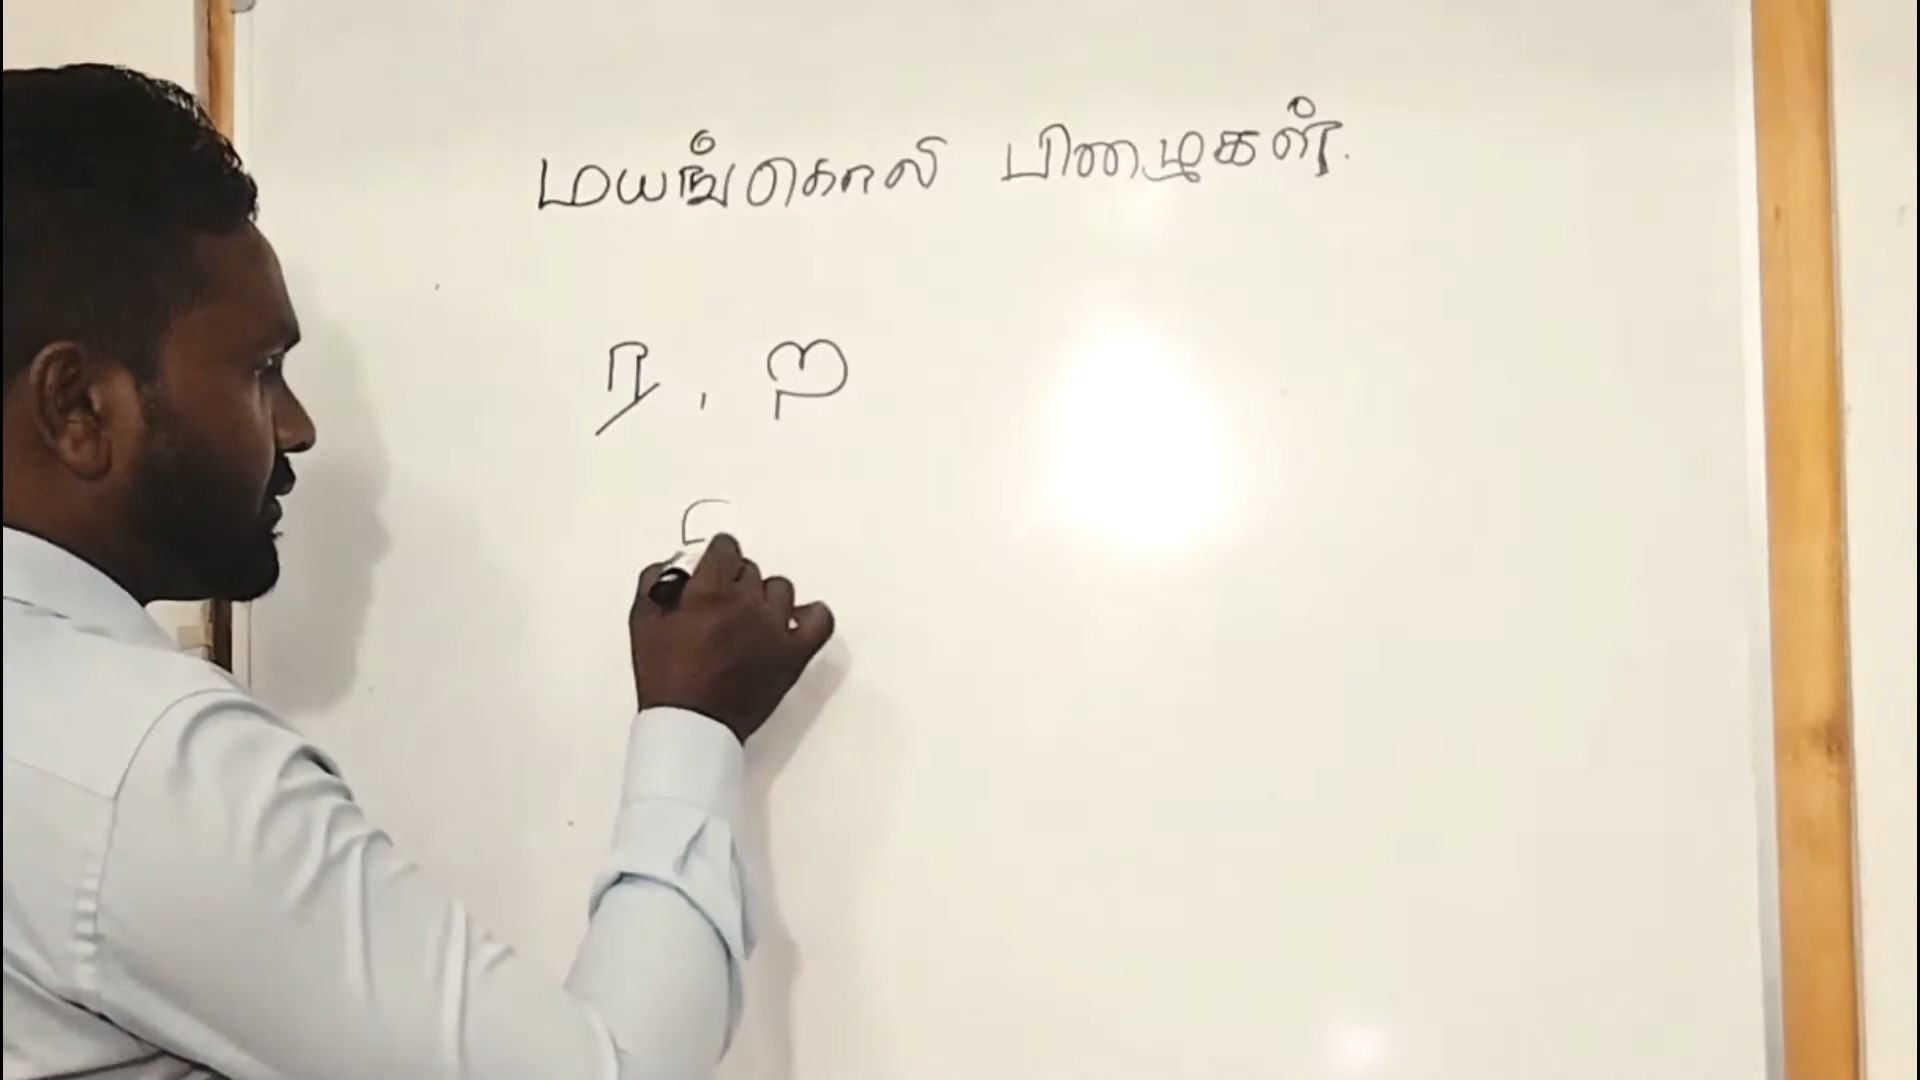 மயங்கொலி பிழைகள்.
ர , ற